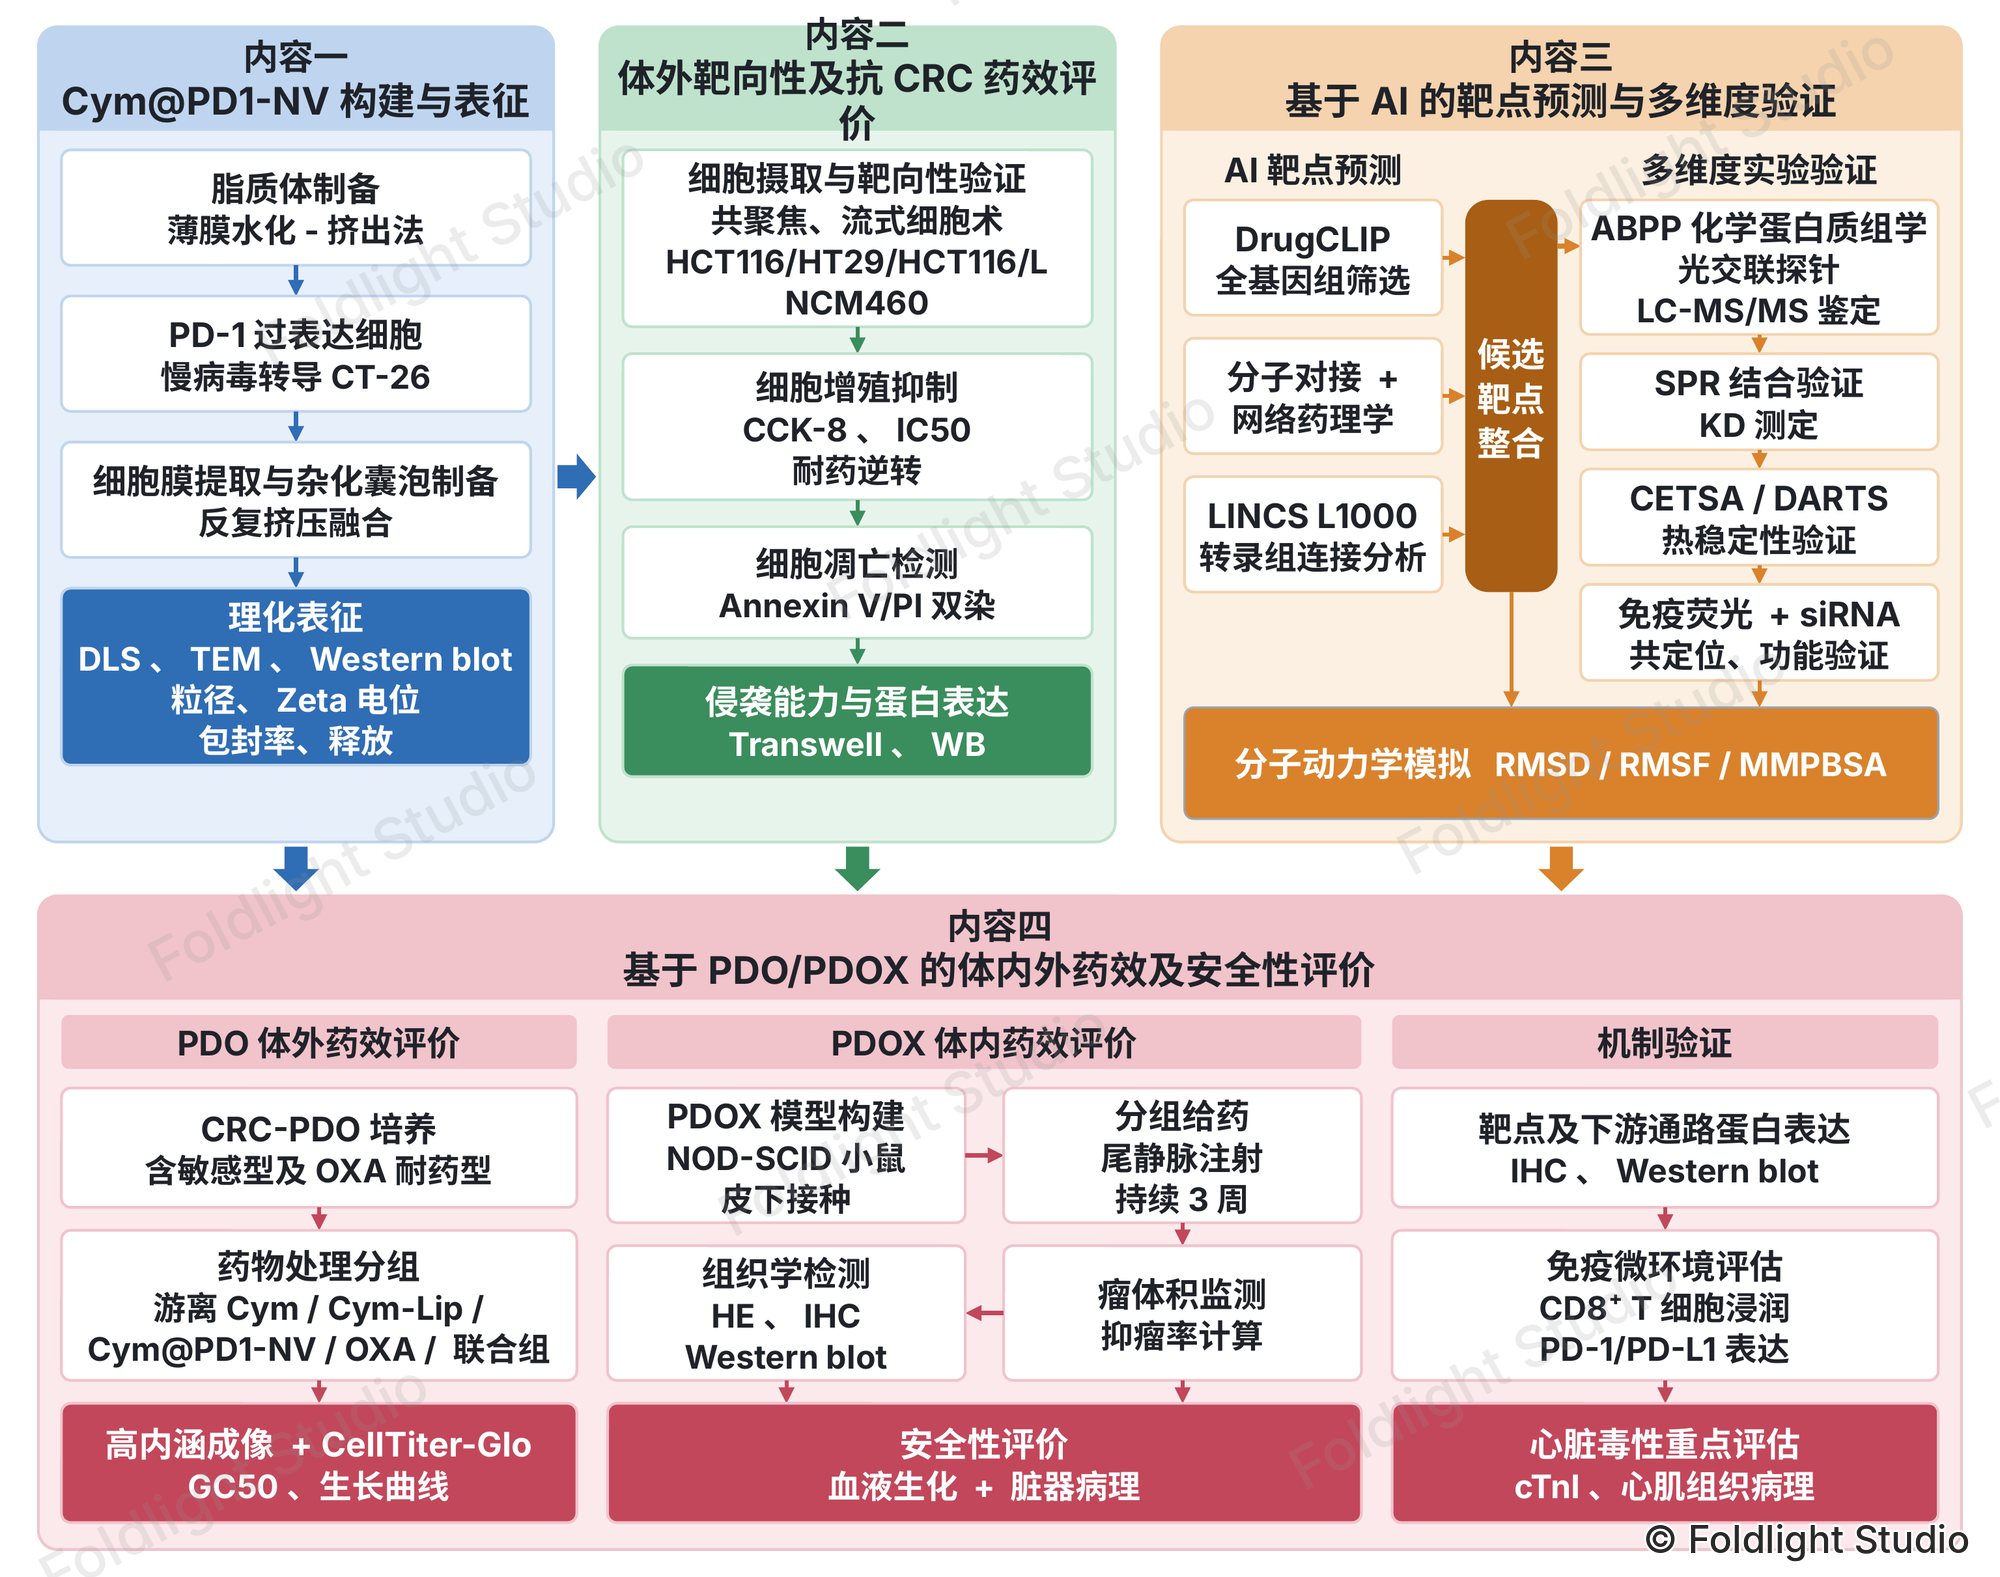 内容一
Cym@PD1-NV 构建与表征
脂质体制备
薄膜水化 - 挤出法
PD-1 过表达细胞
慢病毒转导 CT-26
细胞膜提取与杂化囊泡制备
反复挤压融合
理化表征
DLS 、 TEM 、 Western blot
粒径、 Zeta 电位
包封率、释放
内容二
体外靶向性及抗 CRC 药效评
价
细胞摄取与靶向性验证
共聚焦、流式细胞术
HCT116/HT29/HCT116/L
NCM460
细胞增殖抑制
CCK-8 、 IC50
耐药逆转
细胞凋亡检测
Annexin V/PI 双染
侵袭能力与蛋白表达
Transwell 、 WB
内容三
基于 AI 的靶点预测与多维度验证
AI 靶点预测
DrugCLIP
全基因组筛选
分子对接 +
网络药理学
LINCS L1000
转录组连接分析
候选
靶点
整合
多维度实验验证
ABPP 化学蛋白质组学
光交联探针
LC-MS/MS 鉴定
SPR 结合验证
KD 测定
CETSA / DARTS
热稳定性验证
免疫荧光 + siRNA
共定位、功能验证
分子动力学模拟 RMSD / RMSF / MMPBSA
内容四
基于 PDO/PDOX 的体内外药效及安全性评价
PDO 体外药效评价
CRC-PDO 培养
含敏感型及 OXA 耐药型
药物处理分组
游离 Cym / Cym-Lip /
Cym@PD1-NV / OXA / 联合组
高内涵成像 + CellTiter-Glo
GC50 、生长曲线
PDOX 体内药效评价
PDOX 模型构建
NOD-SCID 小鼠
皮下接种
分组给药
尾静脉注射
持续 3 周
组织学检测
HE 、 IHC
Western blot
瘤体积监测
抑瘤率计算
安全性评价
血液生化 + 脏器病理
机制验证
靶点及下游通路蛋白表达
IHC 、 Western blot
免疫微环境评估
CD8⁺ T 细胞浸润
PD-1/PD-L1 表达
心脏毒性重点评估
cTnI 、心肌组织病理
© Foldlight Studio
Foldlight Studio
Foldlight Studio
Foldlight Studio
Foldlight Studio
Foldlight Studio
Foldlight Studio
Foldlight Studio
Foldlight Studio
Foldlight Studio
Foldlight Studio